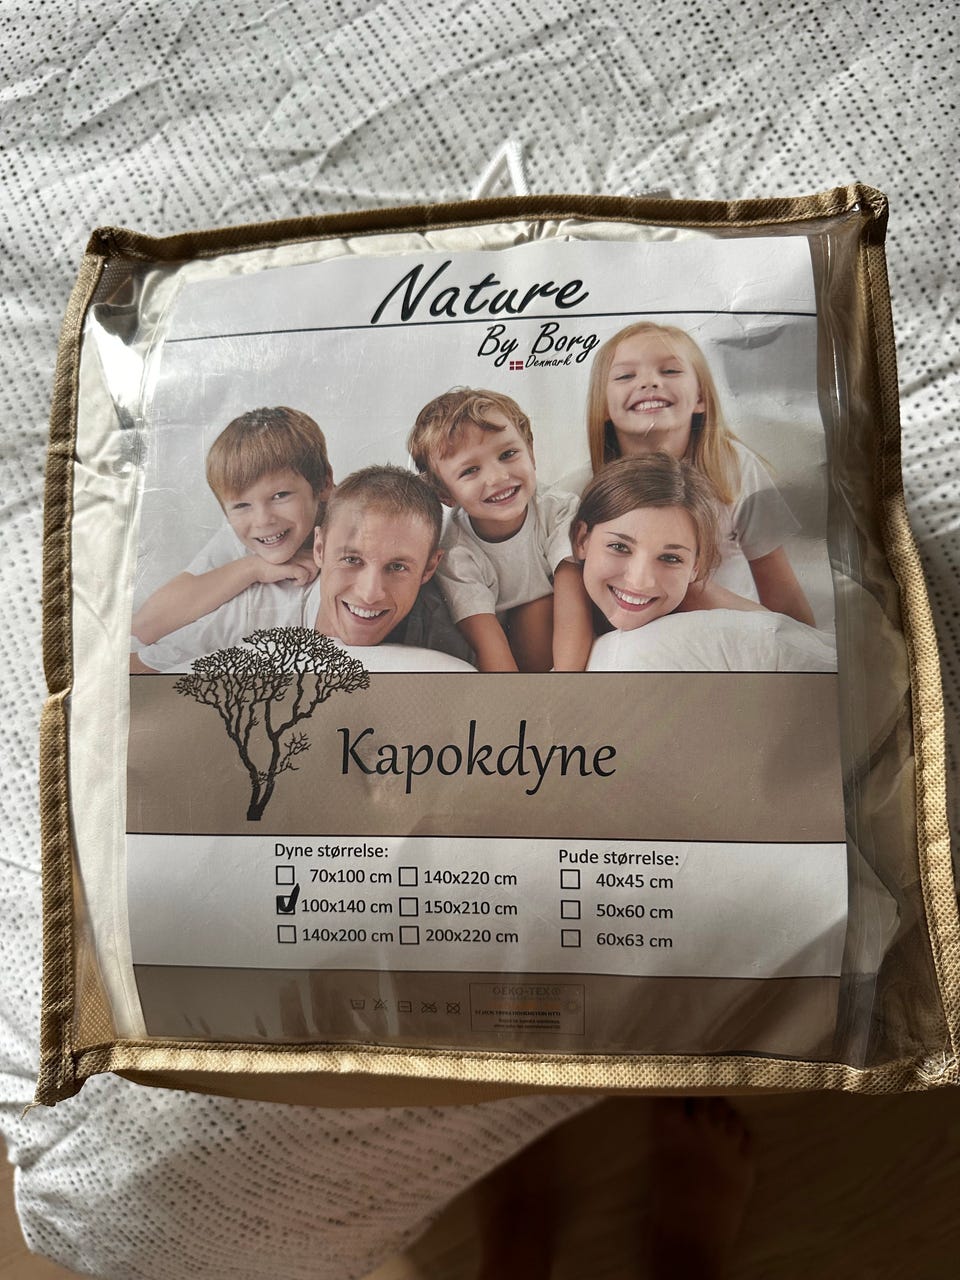 Nature
By Borg
Denmark
Kapokdyne
Dyne størrelse:
70x100 cm
140x220 cm
100x140 cm
150x210 cm
140x200 cm
200x220 cm
Pude størrelse:
40x45 cm
50x60 cm
60x63 cm
OEKO-TEX®